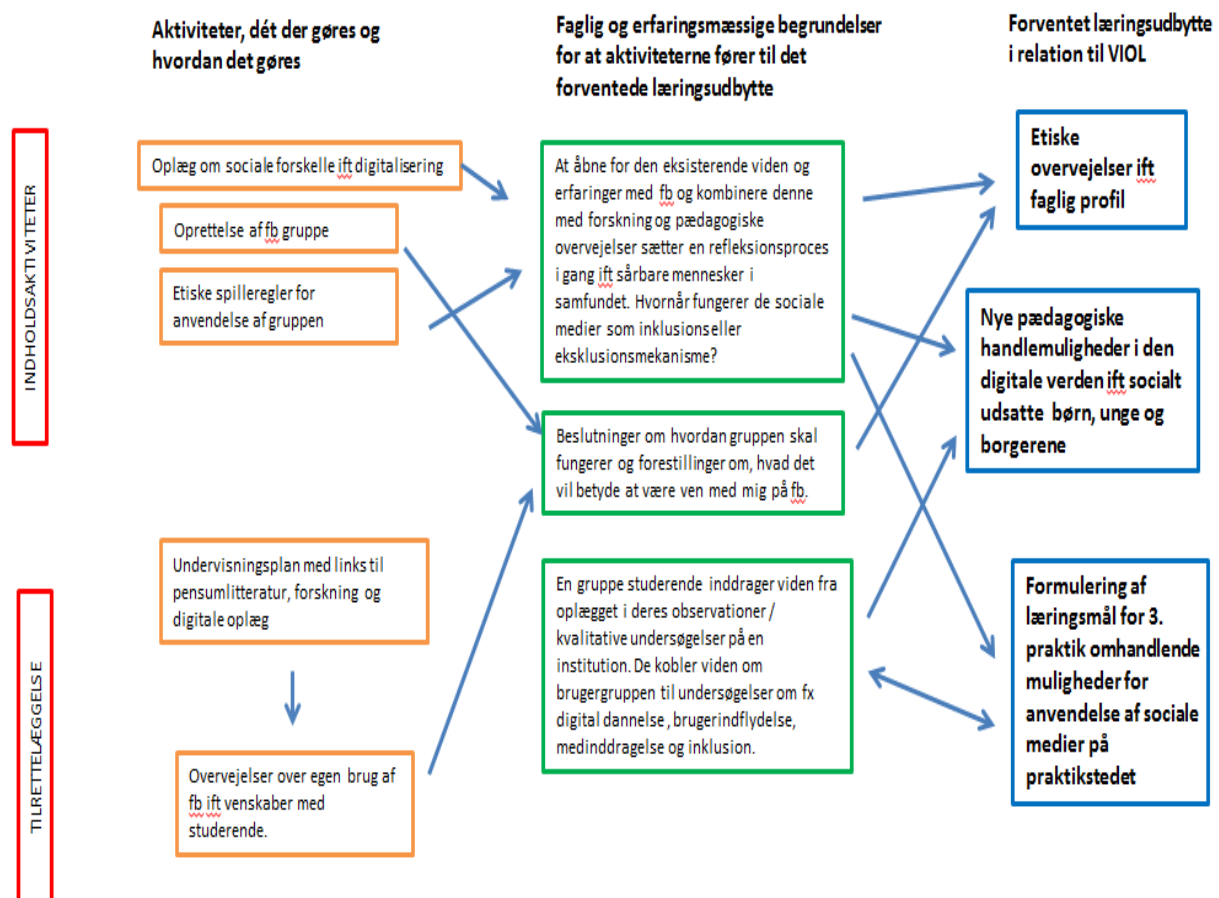 Aktiviteter, dét der gøres og
hvordan det gøres
Faglig og erfaringsmæssige begrundelser
for at aktiviteterne fører til det
forventede læringsudbytte
Forventet læringsudbytte
i relation til VIOL
INDHOLDSAKTIVITETER
Oplæg om sociale forskelle ift digitalisering
Oprettelse af fb gruppe
Etiske spilleregler for
anvendelse af gruppen
At åbne for den eksisterende viden og
erfaringer med fb og kombinere denne
med forskning og pædagogiske
overvejelser sætter en refleksionsproces
i gang ift sårbare mennesker i
samfundet. Hvornår fungerer de sociale
medier som inklusionseller
eksklusionsmekanisme?
Beslutninger om hvordan gruppen skal
fungerer og forestillinger om, hvad det
vil betyde at være ven med mig på fb.
Etiske
overvejelser ift
faglig profil
Nye pædagogiske
handlemuligheder i den
digitale verden ift socialt
udsatte børn, unge og
borgerene
TILRETTELÆGGELSE
Undervisningsplan med links til
pensumlitteratur, forskning og
digitale oplæg
Overvejelser over egen brug af
fb ift venskaber med
studerende.
En gruppe studerende inddrager viden fra
oplægget i deres observationer /
kvalitative undersøgelser på en
institution. De kobler viden om
brugergruppen til undersøgelser om fx
digital dannelse, brugerindflydelse,
medinddragelse og inklusion.
Formulering af
læringsmål for 3.
praktik omhandlende
muligheder for
anvendelse af sociale
medier på
praktikstedet